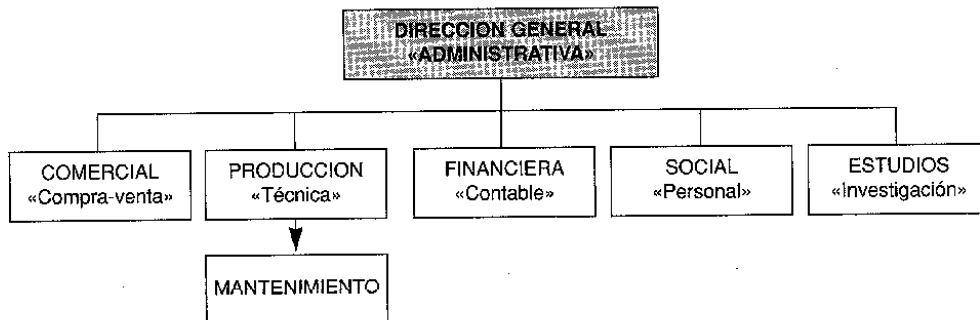 DIRECCION GENERAL
«ADMINISTRATIVA»
COMERCIAL
«Compra-venta»
PRODUCCION
«Técnica»
FINANCIERA
«Contable»
SOCIAL
«Personal»
ESTUDIOS
«Investigación»
MANTENIMIENTO